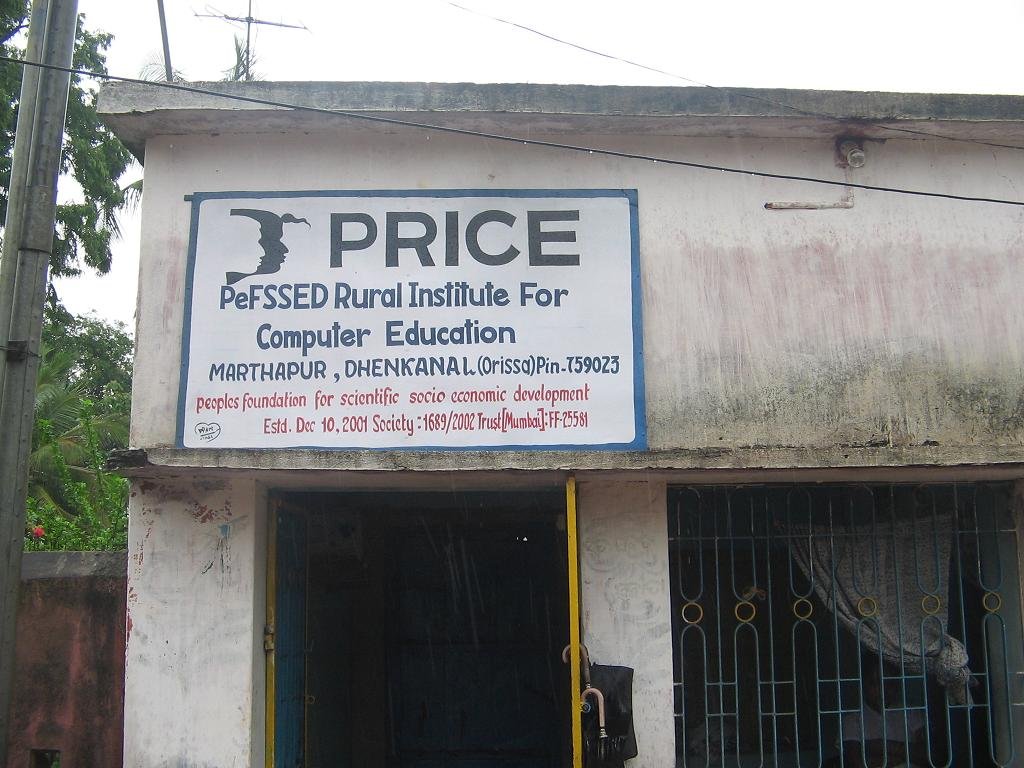 PRICE
PeFSSED Rural Institute For
Computer Education
MARTHAPUR , DHENKANAL (Orissa) Pin-759023
peoples foundation for scientific socio economic development
Estd. Dec 10, 2001 Society : 1689/2002 Trust [Mumbai]: FF-25581